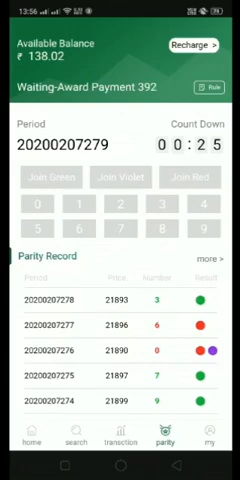 13:56
Available Balance
₹ 138.02
Recharge >
Waiting-Award Payment 392
Rule
Period
Count Down
20200207279
0 0 : 2 5
Join Green
Join Violet
Join Red
0 1 2 3 4
5 6 7 8 9
Parity Record
more >
Period Price Number Result
20200207278 21893 3
20200207277 21896 6
20200207276 21890 0
20200207275 21897 7
20200207274 21899 9
home search transction parity my